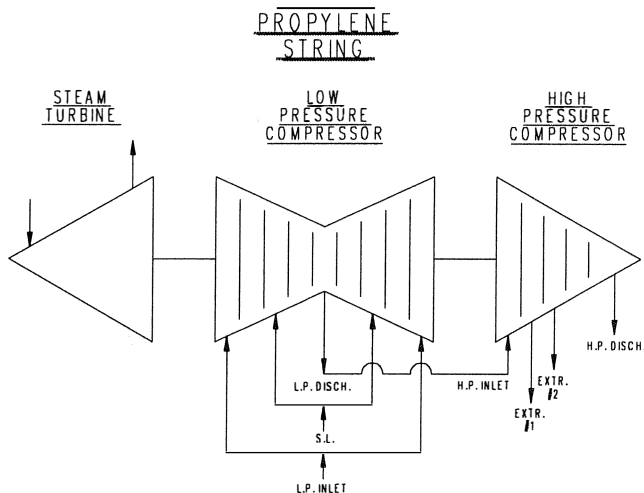 PROPYLENE
STRING
STEAM
TURBINE
LOW
PRESSURE
COMPRESSOR
HIGH
PRESSURE
COMPRESSOR
H.P. DISCH
L.P. DISCH.
H.P. INLET
EXTR.
#2
EXTR.
#1
S.L.
L.P. INLET